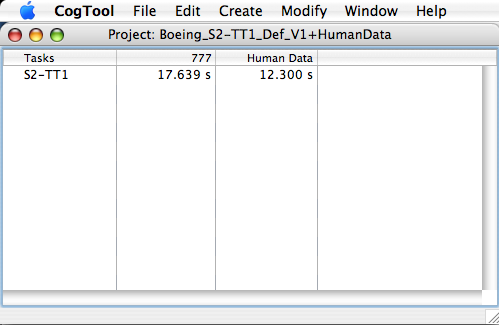 CogTool File Edit Create Modify Window Help
Project: Boeing_S2-TT1_Def_V1+HumanData
Tasks 777 Human Data
S2-TT1 17.639 s 12.300 s